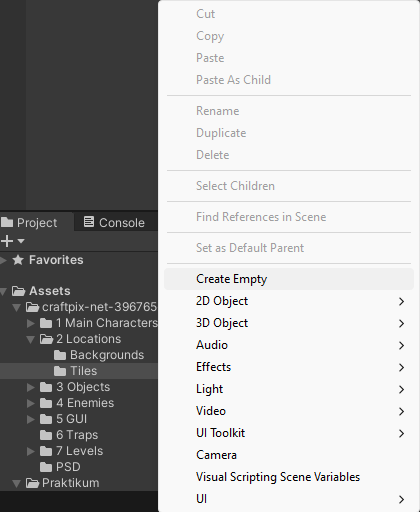 Cut
Copy
Paste
Paste As Child
Rename
Duplicate
Delete
Select Children
Find References in Scene
Set as Default Parent
Create Empty
2D Object
3D Object
Audio
Effects
Light
Video
UI Toolkit
Camera
Visual Scripting Scene Variables
UI
Project
Console
Favorites
Assets
craftpix-net-396765
1 Main Characters
2 Locations
Backgrounds
Tiles
3 Objects
4 Enemies
5 GUI
6 Traps
7 Levels
PSD
Praktikum